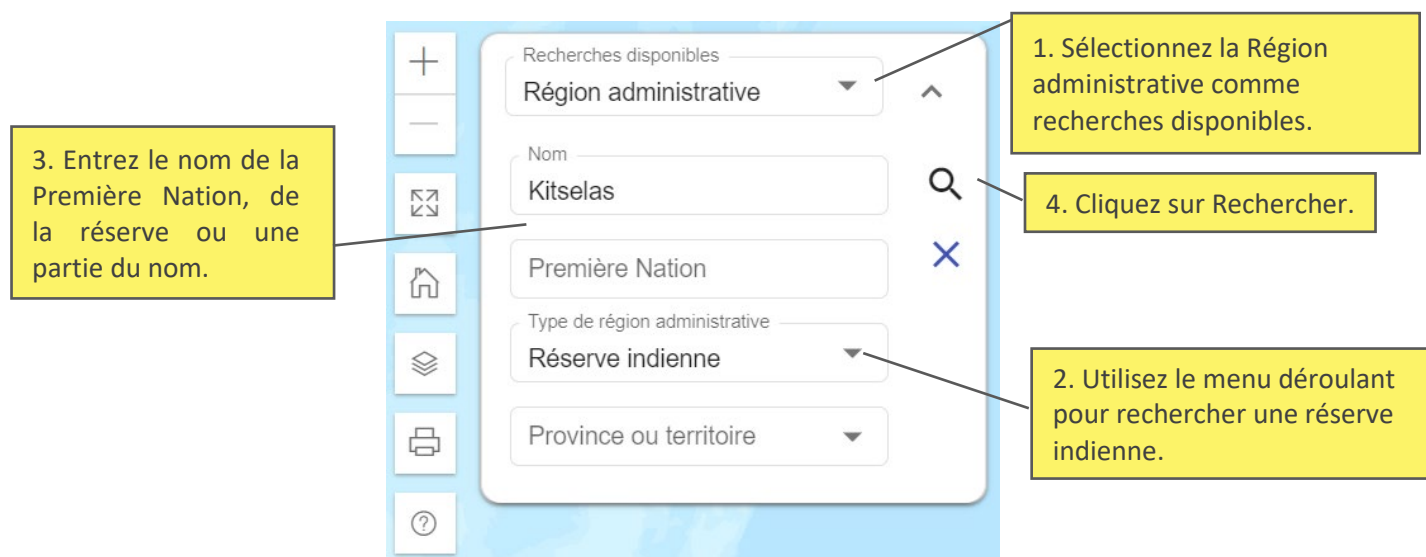 Recherches disponibles
Région administrative
Nom
Kitselas
Première Nation
Type de région administrative
Réserve indienne
Province ou territoire
1. Sélectionnez la Région
administrative comme
recherches disponibles.
3. Entrez le nom de la
Première Nation, de
la réserve ou une
partie du nom.
4. Cliquez sur Rechercher.
2. Utilisez le menu déroulant
pour rechercher une réserve
indienne.